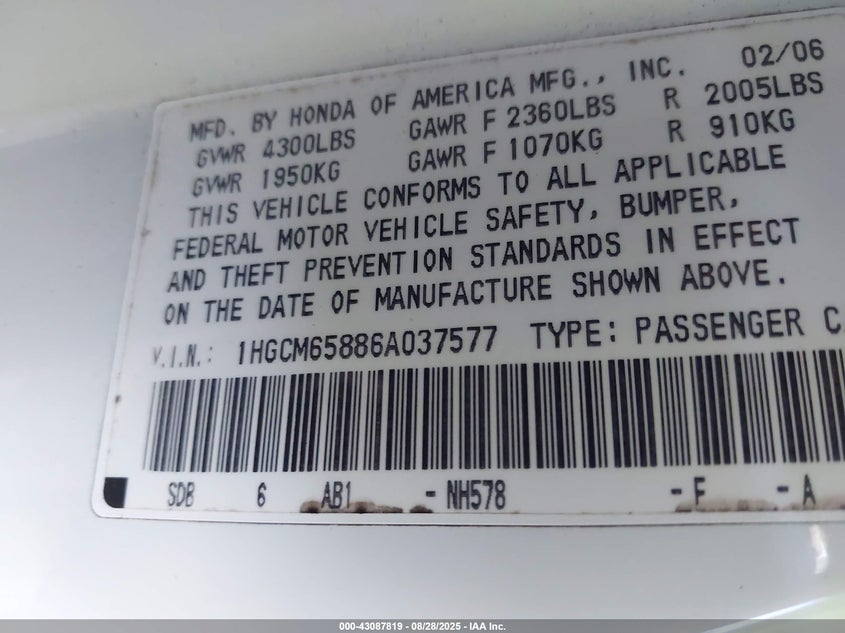 MFD. BY HONDA OF AMERICA MFG., INC. 02/06
GVWR 4300LBS GAWR F 2360LBS R 2005LBS
GVWR 1950KG GAWR F 1070KG R 910KG
THIS VEHICLE CONFORMS TO ALL APPLICABLE
FEDERAL MOTOR VEHICLE SAFETY, BUMPER,
AND THEFT PREVENTION STANDARDS IN EFFECT
ON THE DATE OF MANUFACTURE SHOWN ABOVE.
V.I.N.: 1HGCM65886A037577 TYPE: PASSENGER C
SDB 6 AB1 - NH578 - F - A
000-43087819 - 08/28/2025 - IAA Inc.